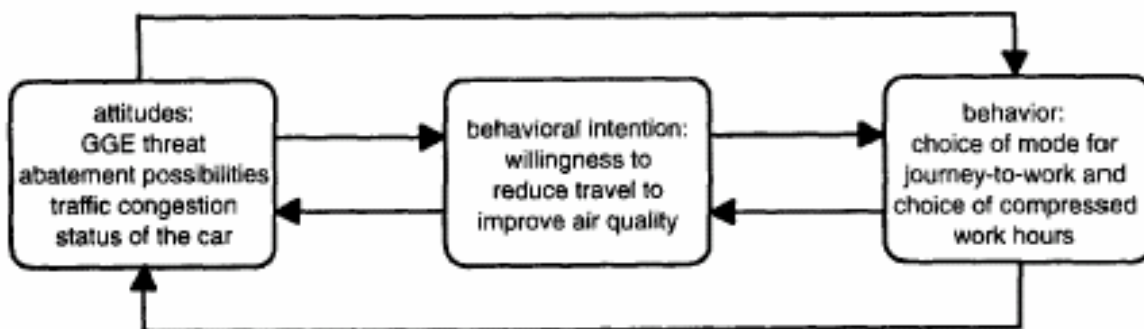 attitudes:
GGE threat
abatement possibilities
traffic congestion
status of the car
behavioral intention:
willingness to
reduce travel to
improve air quality
behavior:
choice of mode for
journey-to-work and
choice of compressed
work hours